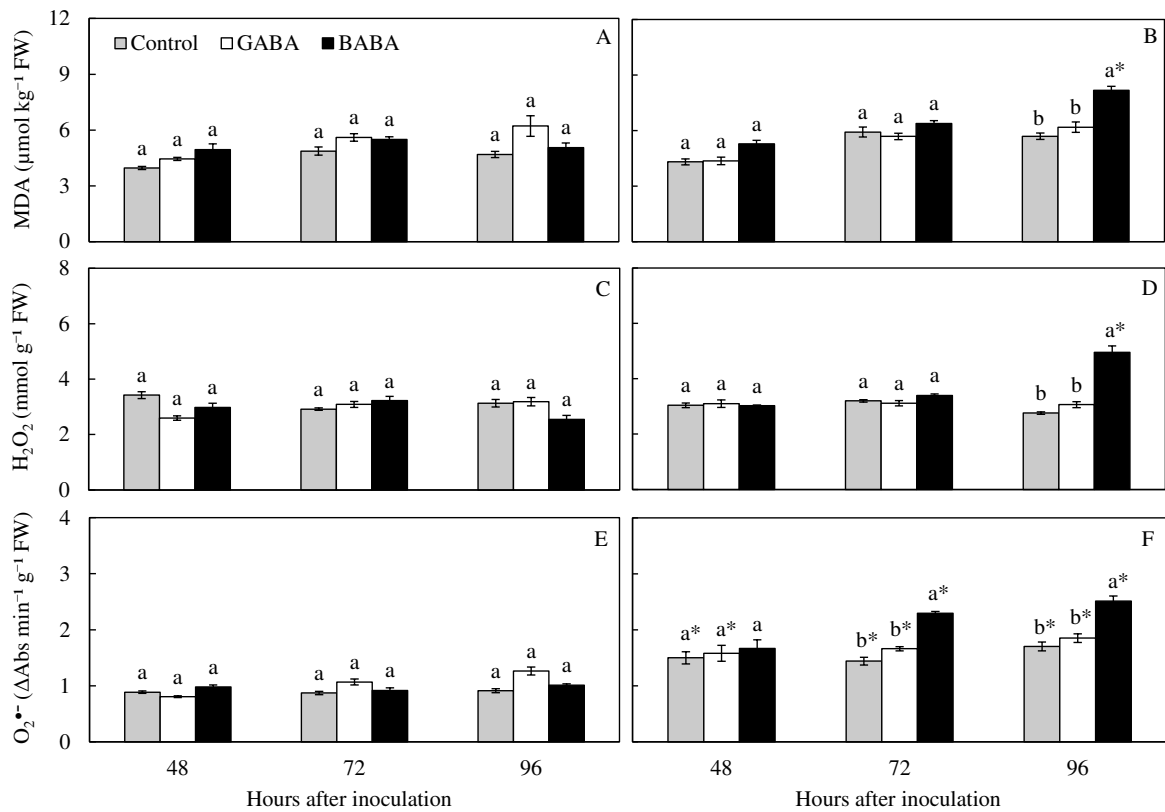 MDA (µmol kg⁻¹ FW)
12
9
6
3
0
Control GABA BABA
A
a a a
a a a
a a a
B
a a a
a a a
b b a*
H₂O₂ (mmol g⁻¹ FW)
8
6
4
2
0
C
a a a
a a a
a a a
D
a a a
a a a
b b a*
O₂•- (ΔAbs min⁻¹ g⁻¹ FW)
4
3
2
1
0
E
a a a
a a a
a a a
F
a* a* a
b* b* a*
b* b* a*
48 72 96
Hours after inoculation
48 72 96
Hours after inoculation